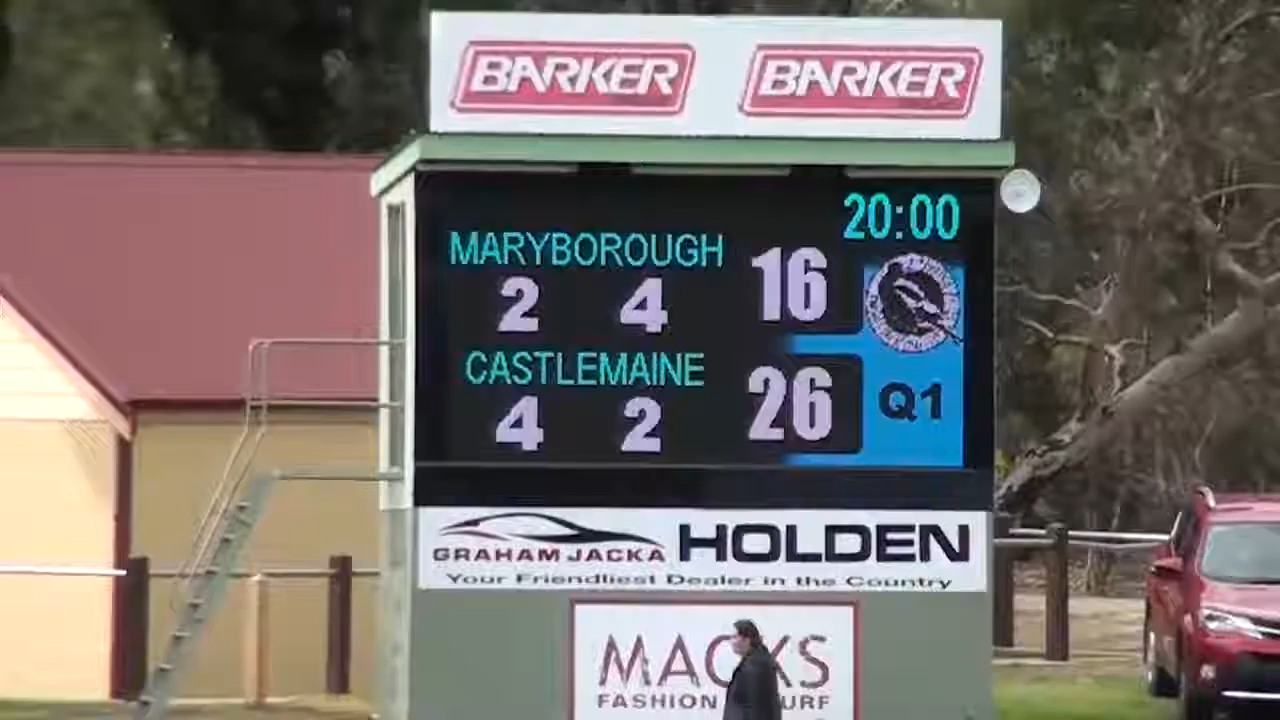 BARKER BARKER
20:00
MARYBOROUGH
2 4 16
CASTLEMAINE
4 2 26
Q1
GRAHAM JACKA HOLDEN
Your Friendliest Dealer in the Country
MACKS
FASHION